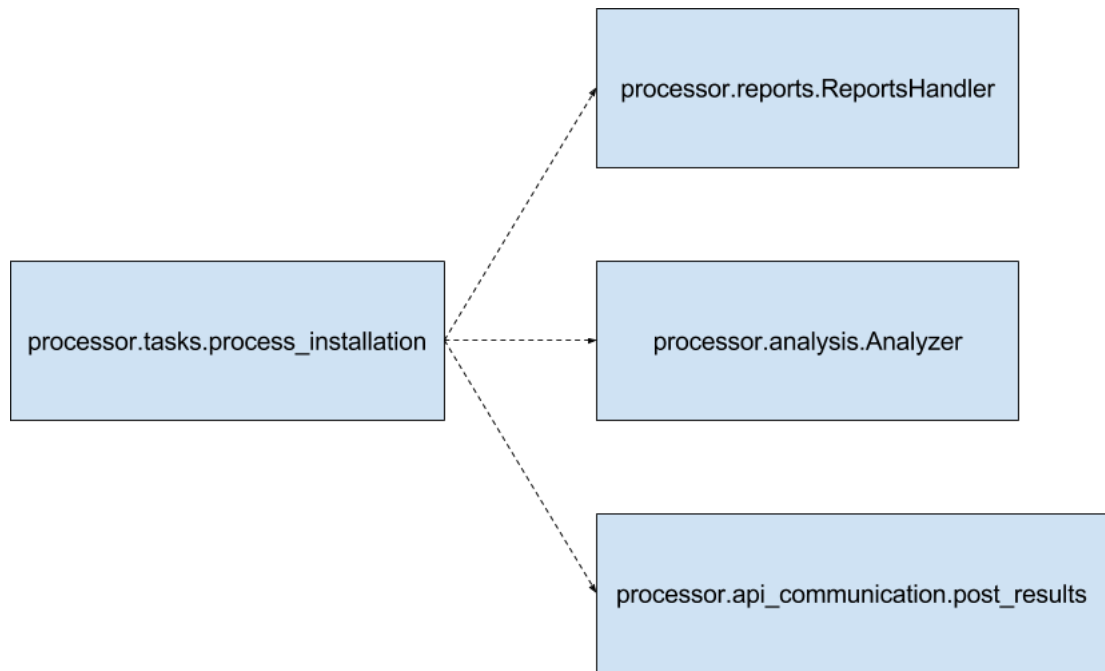 processor.reports.ReportsHandler
processor.tasks.process_installation
processor.analysis.Analyzer
processor.api_communication.post_results